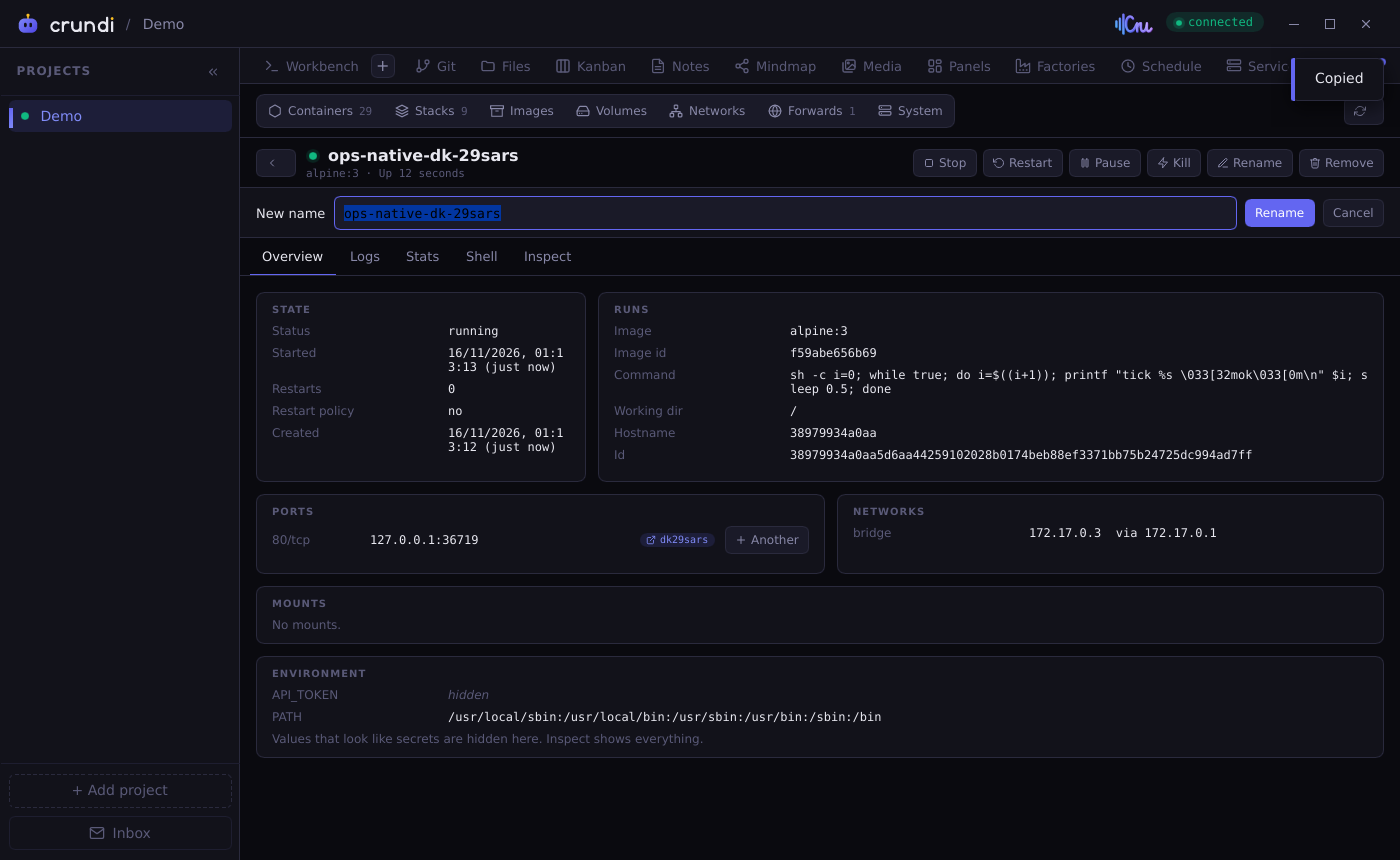 crundi / Demo
Cru
connected
PROJECTS
«
Demo
+ Add project
Inbox
Workbench
+
Git
Files
Kanban
Notes
Mindmap
Media
Panels
Factories
Schedule
Servic
Copied
Containers 29
Stacks 9
Images
Volumes
Networks
Forwards 1
System
ops-native-dk-29sars
alpine:3 · Up 12 seconds
Stop
Restart
Pause
Kill
Rename
Remove
New name
ops-native-dk-29sars
Rename
Cancel
Overview
Logs
Stats
Shell
Inspect
STATE
Status running
Started 16/11/2026, 01:1
3:13 (just now)
Restarts 0
Restart policy no
Created 16/11/2026, 01:1
3:12 (just now)
RUNS
Image alpine:3
Image id f59abe656b69
Command sh -c i=0; while true; do i=$((i+1)); printf "tick %s \033[32mok\033[0m\n" $i; s
leep 0.5; done
Working dir /
Hostname 38979934a0aa
Id 38979934a0aa5d6aa44259102028b0174beb88ef3371bb75b24725dc994ad7ff
PORTS
80/tcp 127.0.0.1:36719 dk29sars + Another
NETWORKS
bridge 172.17.0.3 via 172.17.0.1
MOUNTS
No mounts.
ENVIRONMENT
API_TOKEN hidden
PATH /usr/local/sbin:/usr/local/bin:/usr/sbin:/usr/bin:/sbin:/bin
Values that look like secrets are hidden here. Inspect shows everything.